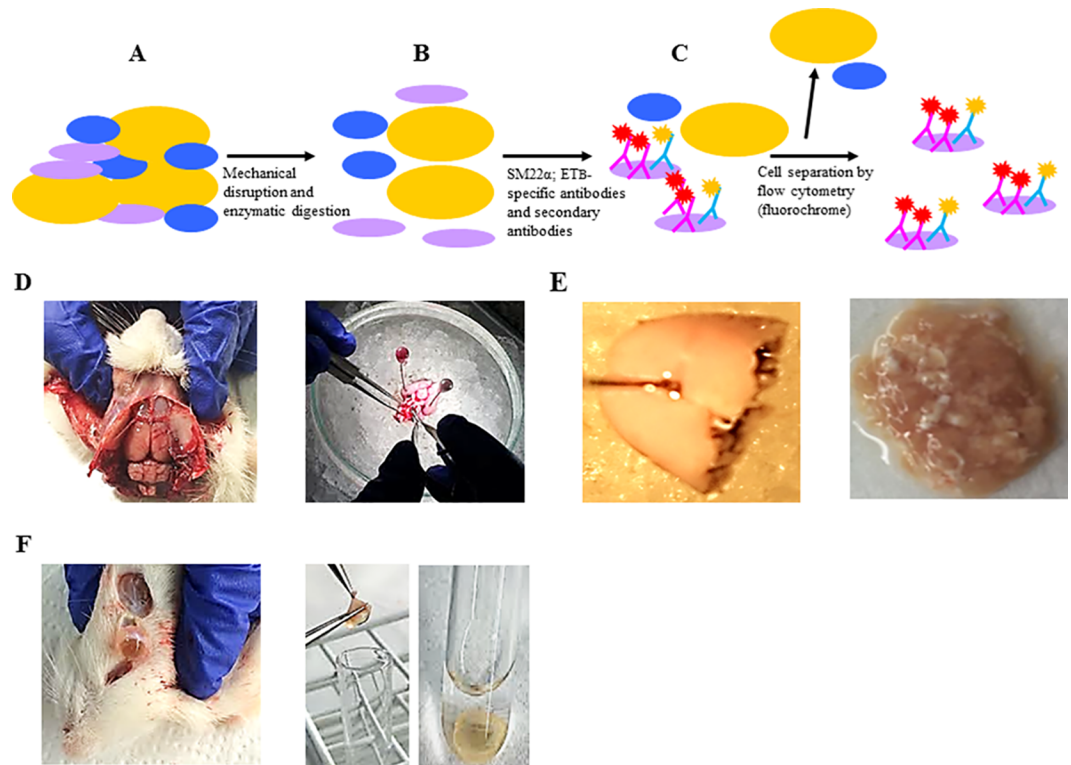 A
B
C
Mechanical
disruption and
enzymatic digestion
SM22α; ETB-
specific antibodies
and secondary
antibodies
Cell separation by
flow cytometry
(fluorochrome)
D
E
F